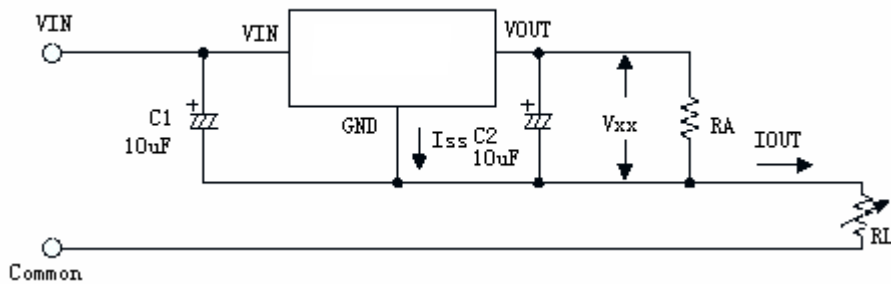 VIN
VIN
VOUT
C1
10uF
GND
Iss
C2
10uF
Vxx
RA
IOUT
RL
Common